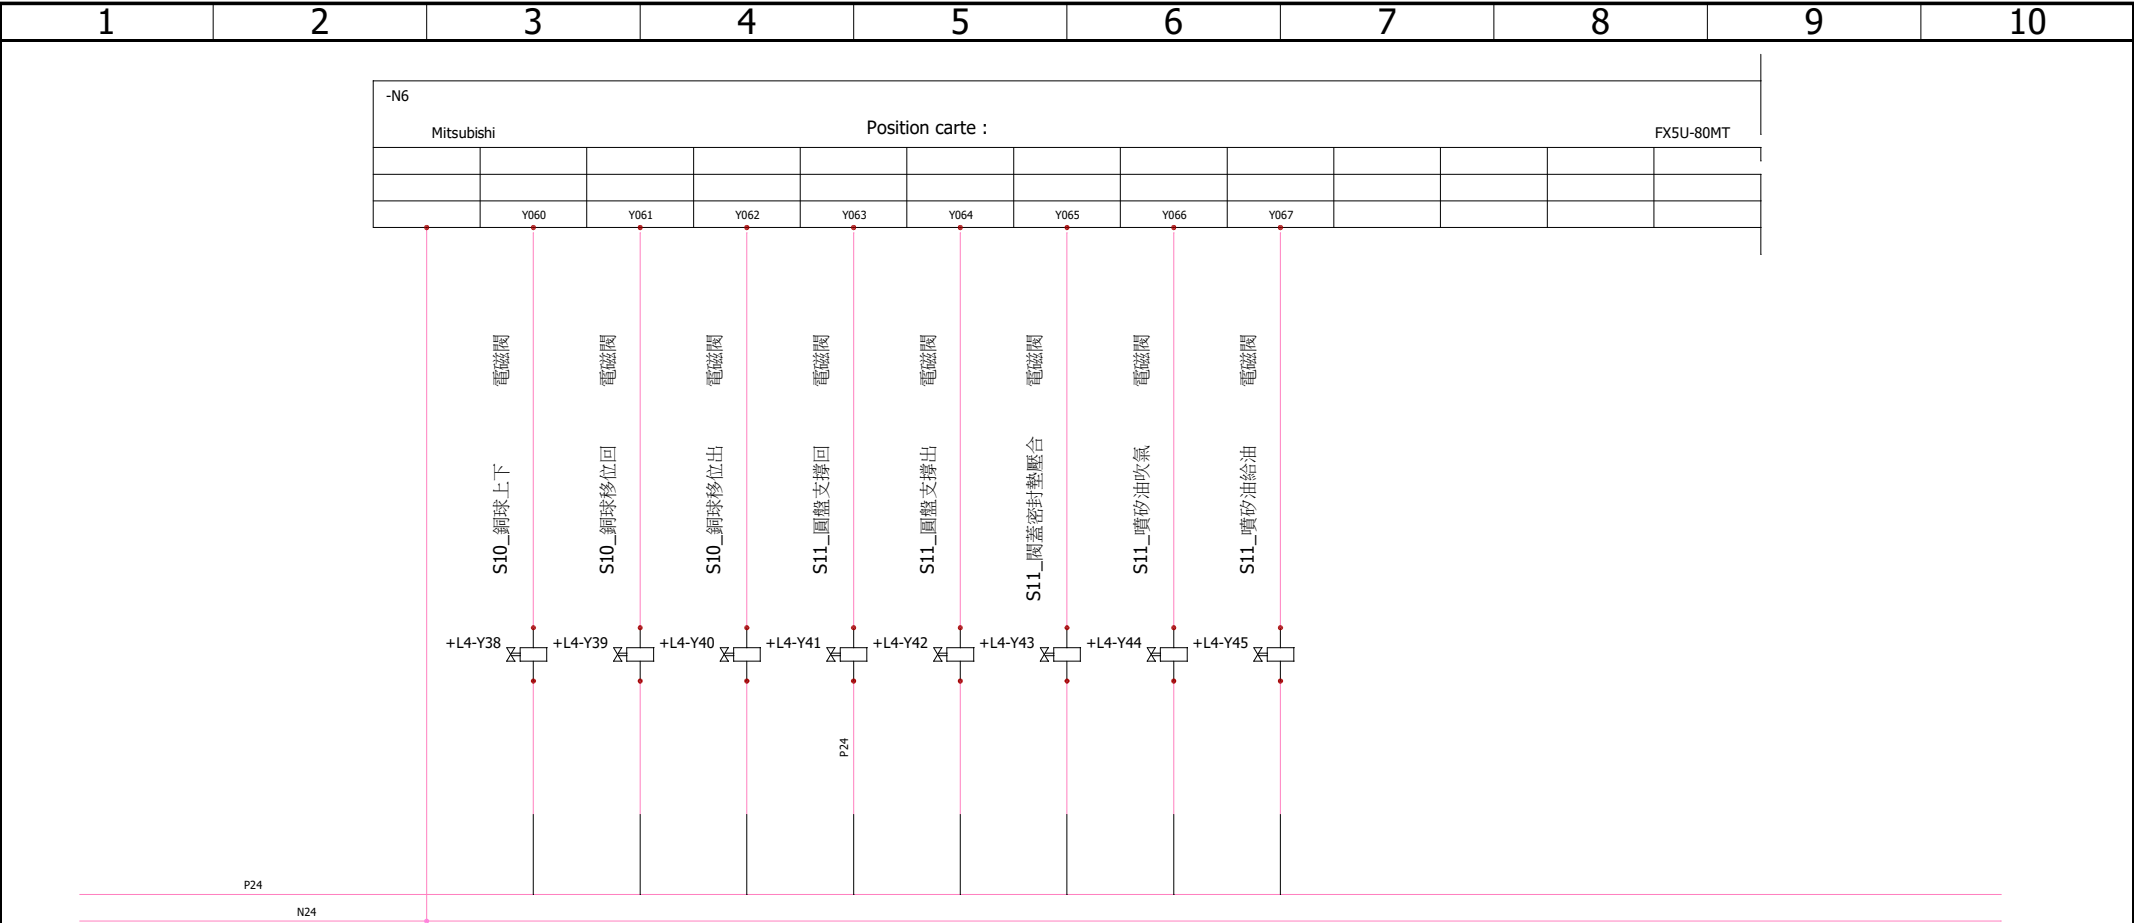 1 2 3 4 5 6 7 8 9 10
-N6
Mitsubishi Position carte : FX5U-80MT
Y060 Y061 Y062 Y063 Y064 Y065 Y066 Y067
S10_銅球上下 電磁閥
S10_銅球移位回 電磁閥
S10_銅球移位出 電磁閥
S11_圓盤支撐回 電磁閥
S11_圓盤支撐出 電磁閥
S11_閥蓋密封墊壓合 電磁閥
S11_噴矽油吹氣 電磁閥
S11_噴矽油給油 電磁閥
+L4-Y38 +L4-Y39 +L4-Y40 +L4-Y41 +L4-Y42 +L4-Y43 +L4-Y44 +L4-Y45
P24
P24
N24